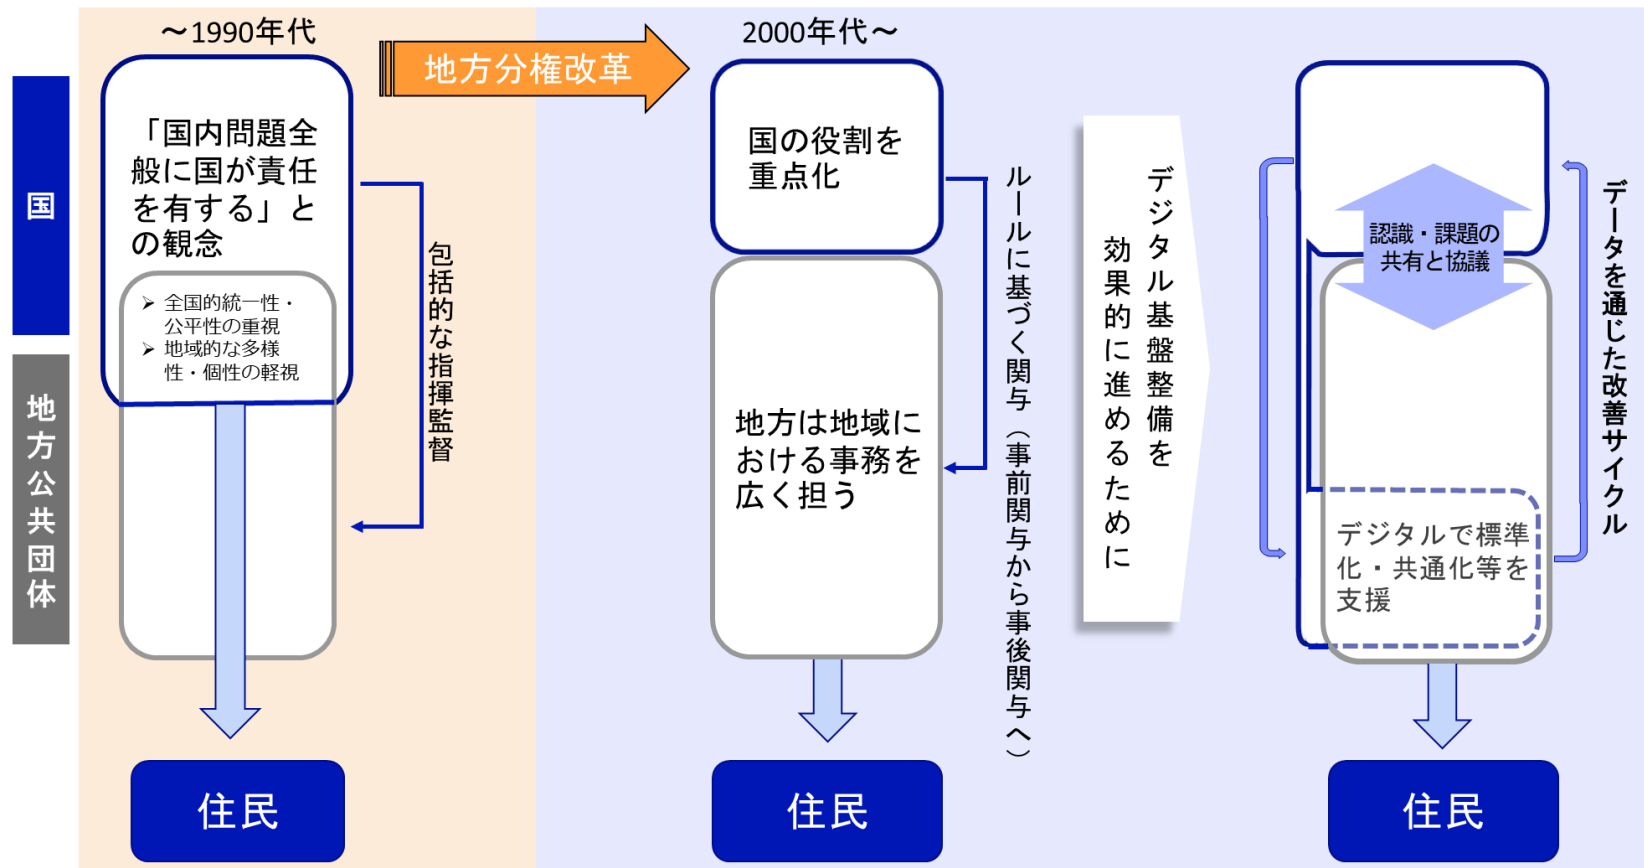 国
地方公共団体
～1990年代
「国内問題全
般に国が責任
を有する」と
の観念
➢ 全国的統一性・
公平性の重視
➢ 地域的な多様
性・個性の軽視
包括的な指揮監督
住民
地方分権改革
2000年代～
国の役割を
重点化
地方は地域に
おける事務を
広く担う
ルールに基づく関与（事前関与から事後関与へ）
住民
デジタル基盤整備を
効果的に進めるために
認識・課題の
共有と協議
デジタルで標準
化・共通化等を
支援
データを通じた改善サイクル
住民